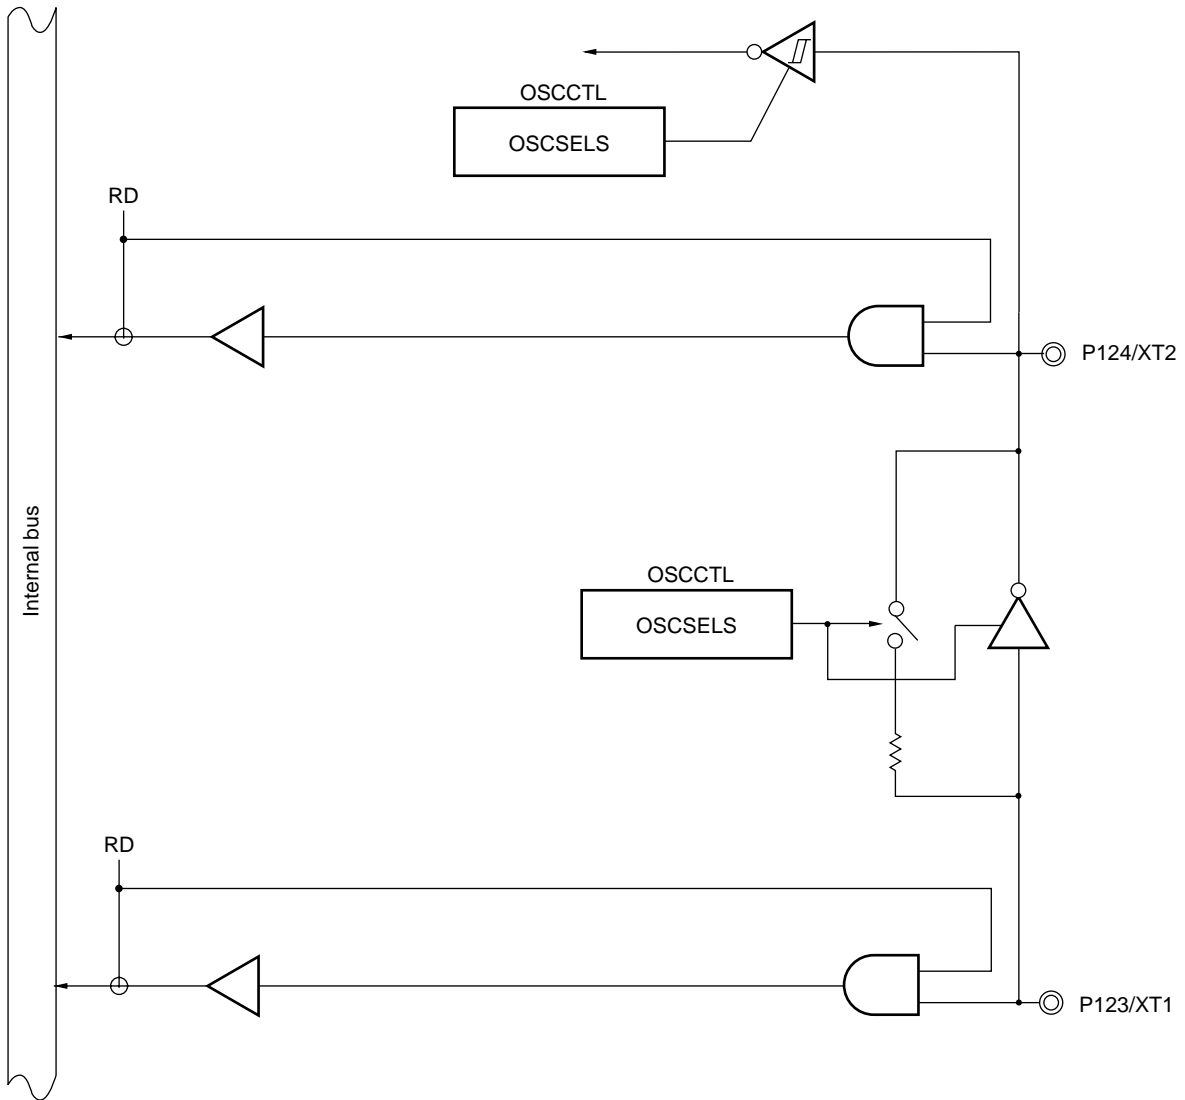 OSCCTL
OSCSELS
RD
P124/XT2
Internal bus
OSCCTL
OSCSELS
RD
P123/XT1